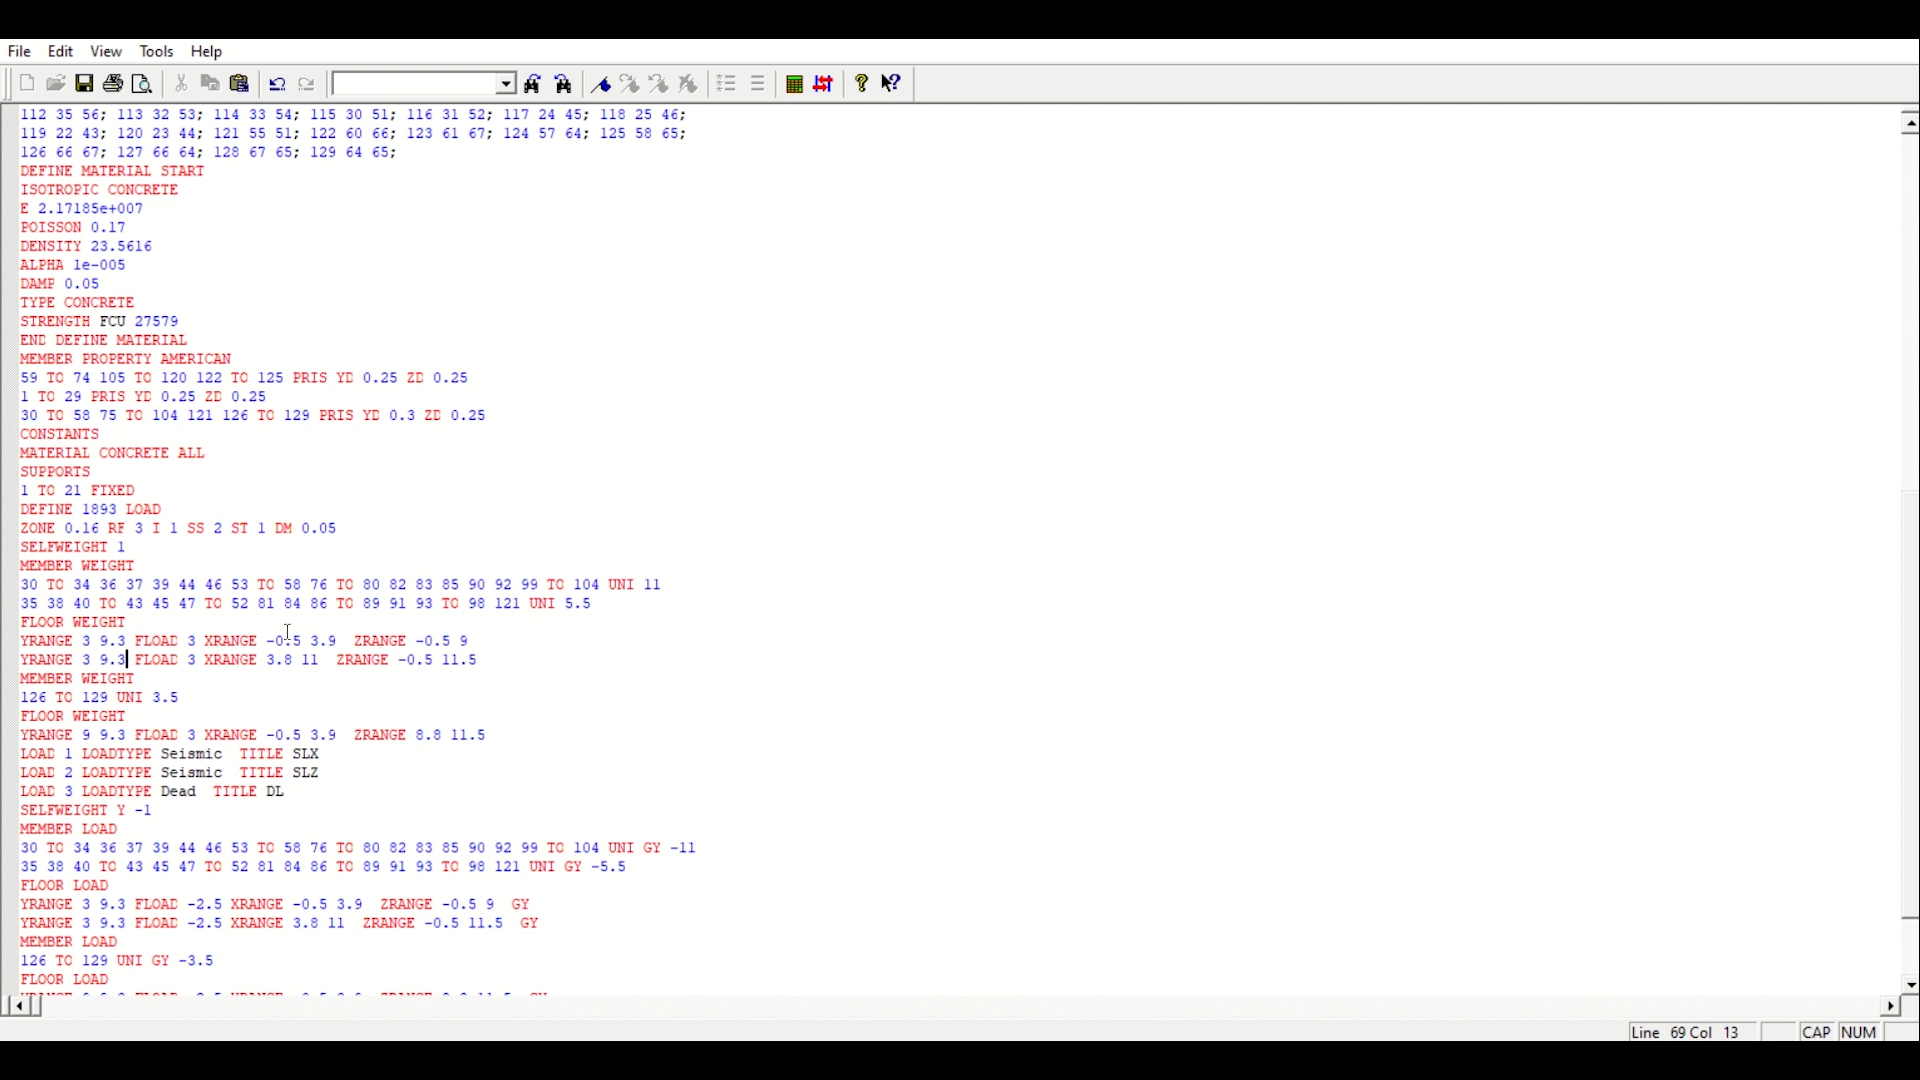 File Edit View Tools Help
112 35 56; 113 32 53; 114 33 54; 115 30 51; 116 31 52; 117 24 45; 118 25 46;
119 22 43; 120 23 44; 121 55 51; 122 60 66; 123 61 67; 124 57 64; 125 58 65;
126 66 67; 127 66 64; 128 67 65; 129 64 65;
DEFINE MATERIAL START
ISOTROPIC CONCRETE
E 2.17185e+007
POISSON 0.17
DENSITY 23.5616
ALPHA 1e-005
DAMP 0.05
TYPE CONCRETE
STRENGTH FCU 27579
END DEFINE MATERIAL
MEMBER PROPERTY AMERICAN
59 TO 74 105 TO 120 122 TO 125 PRIS YD 0.25 ZD 0.25
1 TO 29 PRIS YD 0.25 ZD 0.25
30 TO 58 75 TO 104 121 126 TO 129 PRIS YD 0.3 ZD 0.25
CONSTANTS
MATERIAL CONCRETE ALL
SUPPORTS
1 TO 21 FIXED
DEFINE 1893 LOAD
ZONE 0.16 RF 3 I 1 SS 2 ST 1 DM 0.05
SELFWEIGHT 1
MEMBER WEIGHT
30 TO 34 36 37 39 44 46 53 TO 58 76 TO 80 82 83 85 90 92 99 TO 104 UNI 11
35 38 40 TO 43 45 47 TO 52 81 84 86 TO 89 91 93 TO 98 121 UNI 5.5
FLOOR WEIGHT
YRANGE 3 9.3 FLOAD 3 XRANGE -0.5 3.9 ZRANGE -0.5 9
YRANGE 3 9.3 FLOAD 3 XRANGE 3.8 11 ZRANGE -0.5 11.5
MEMBER WEIGHT
126 TO 129 UNI 3.5
FLOOR WEIGHT
YRANGE 9 9.3 FLOAD 3 XRANGE -0.5 3.9 ZRANGE 8.8 11.5
LOAD 1 LOADTYPE Seismic TITLE SLX
LOAD 2 LOADTYPE Seismic TITLE SLZ
LOAD 3 LOADTYPE Dead TITLE DL
SELFWEIGHT Y -1
MEMBER LOAD
30 TO 34 36 37 39 44 46 53 TO 58 76 TO 80 82 83 85 90 92 99 TO 104 UNI GY -11
35 38 40 TO 43 45 47 TO 52 81 84 86 TO 89 91 93 TO 98 121 UNI GY -5.5
FLOOR LOAD
YRANGE 3 9.3 FLOAD -2.5 XRANGE -0.5 3.9 ZRANGE -0.5 9 GY
YRANGE 3 9.3 FLOAD -2.5 XRANGE 3.8 11 ZRANGE -0.5 11.5 GY
MEMBER LOAD
126 TO 129 UNI GY -3.5
FLOOR LOAD
Line 69 Col 13 CAP NUM